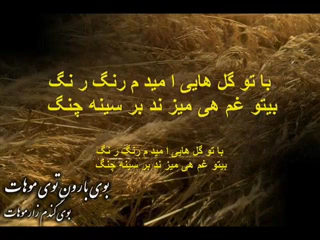 با تو گل هایی ا مید م رنگ ر نگ
بیتو غم هی میز ند بر سینه چنگ
با تو گل هایی ا مید م رنگ ر نگ
بیتو غم هی میز ند بر سینه چنگ
بوی بارون توی موهات
بوی گندم زار موهات